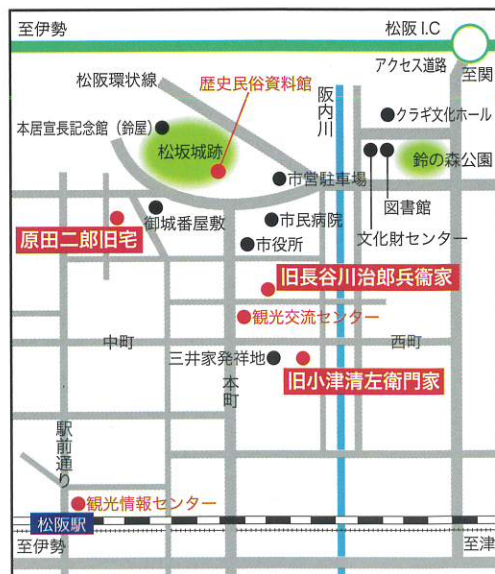 至伊勢
松阪I.C
アクセス道路
至関
松阪環状線
歴史民俗資料館
阪内川
クラギ文化ホール
本居宣長記念館（鈴屋）
松坂城跡
鈴の森公園
市営駐車場
図書館
文化財センター
御城番屋敷
市民病院
原田二郎旧宅
市役所
旧長谷川治郎兵衞家
観光交流センター
中町
西町
三井家発祥地
旧小津清左衛門家
本町
駅前通り
観光情報センター
松阪駅
至伊勢
至津